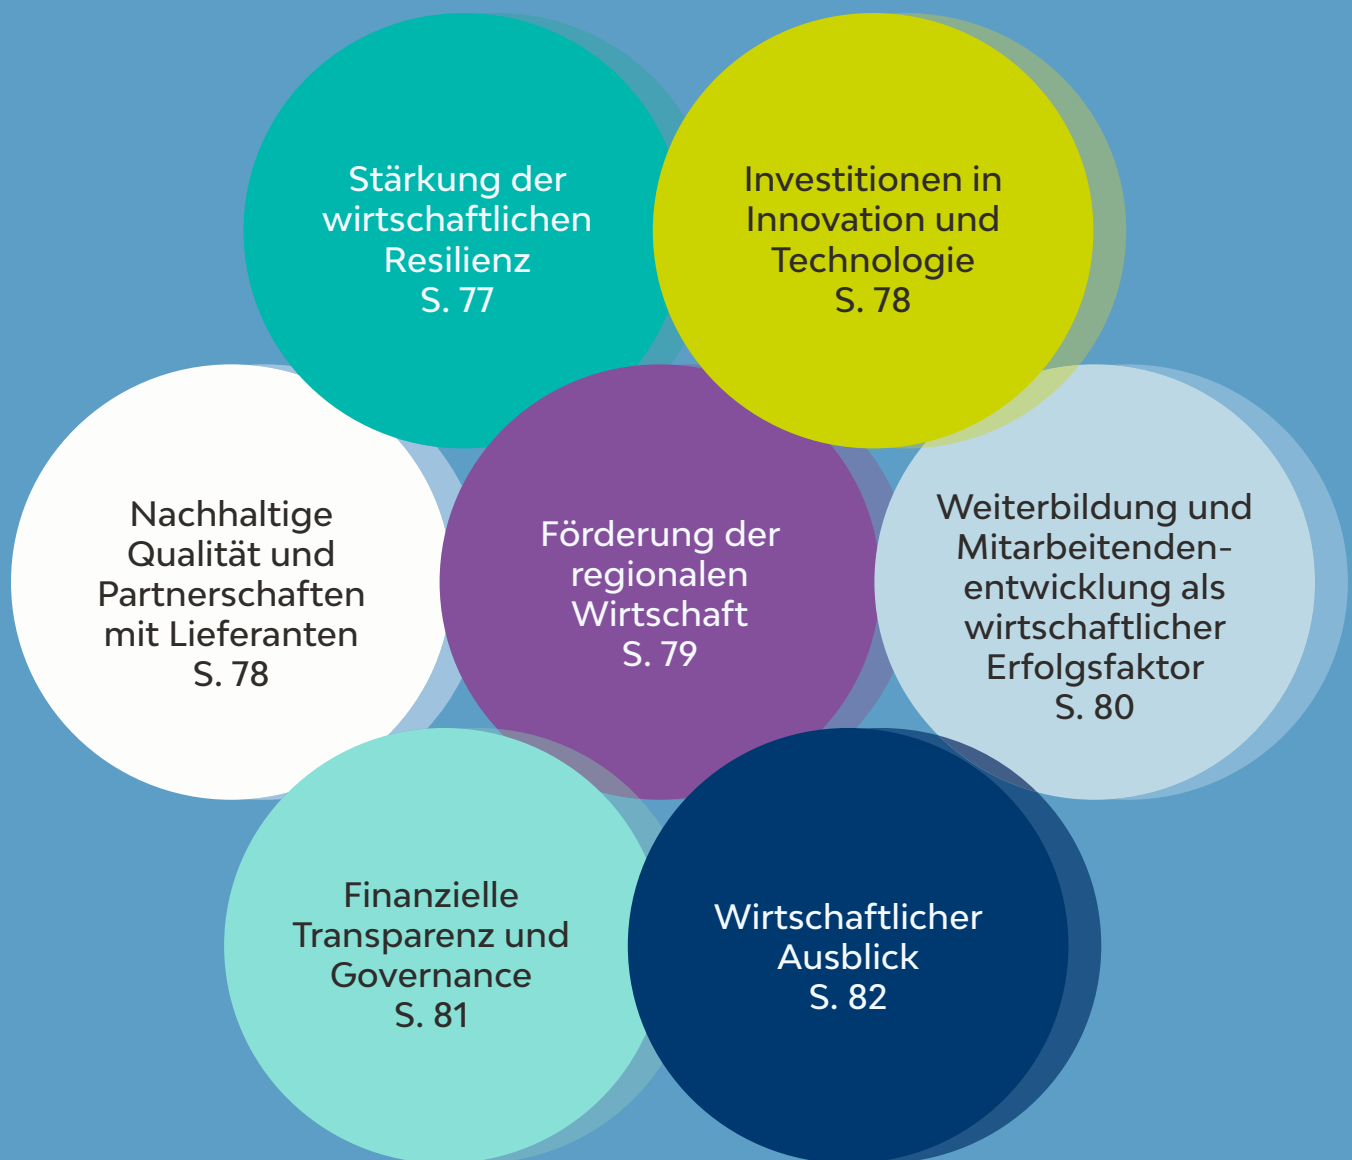 Stärkung der
wirtschaftlichen
Resilienz
S. 77
Investitionen in
Innovation und
Technologie
S. 78
Nachhaltige
Qualität und
Partnerschaften
mit Lieferanten
S. 78
Förderung der
regionalen
Wirtschaft
S. 79
Weiterbildung und
Mitarbeitenden-
entwicklung als
wirtschaftlicher
Erfolgsfaktor
S. 80
Finanzielle
Transparenz und
Governance
S. 81
Wirtschaftlicher
Ausblick
S. 82